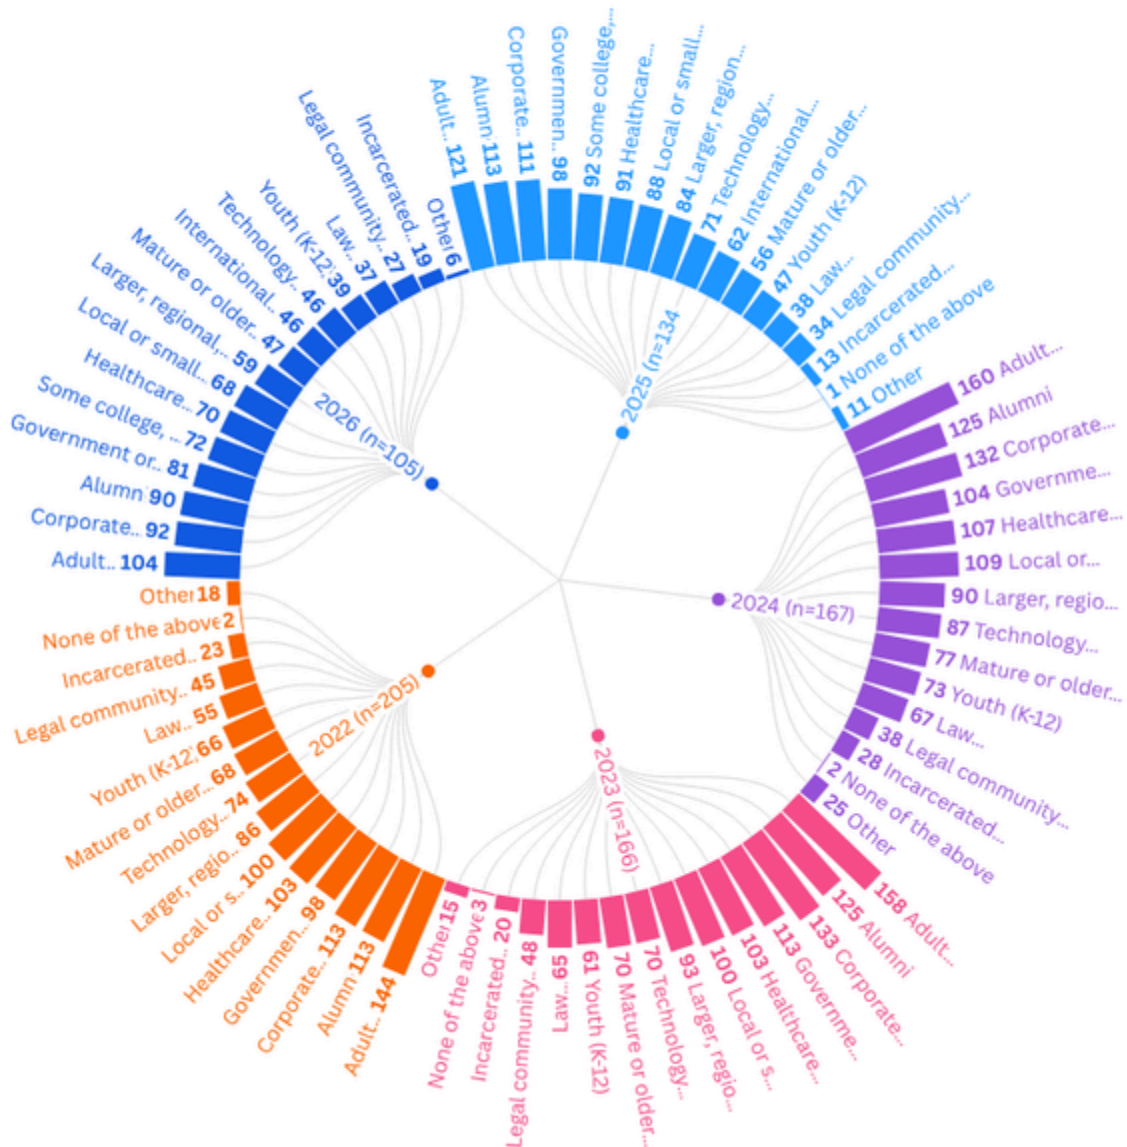 2025 (n=134)
Adult.. 121
Alumn 113
Corporate.. 111
Governmen.. 98
92 Some college,...
91 Healthcare...
88 Local or small...
84 Larger, region...
71 Technology...
62 International...
56 Mature or older...
47 Youth (K-12)
38 Law...
34 Legal community...
13 Incarcerated...
1 None of the above
11 Other
2024 (n=167)
160 Adult...
125 Alumni
132 Corporate...
104 Governme...
107 Healthcare...
109 Local or...
90 Larger, regio...
87 Technology...
77 Mature or older...
73 Youth (K-12)
67 Law...
38 Legal community...
28 Incarcerated...
2 None of the above
25 Other
2023 (n=166)
158 Adult...
125 Alumni
133 Corporate...
113 Governme...
103 Healthcare...
100 Local or s...
93 Larger, regio...
70 Technology...
70 Mature or older...
61 Youth (K-12)
Law.. 65
Legal community.. 48
Incarcerated.. 20
None of the above 3
Other 15
2022 (n=205)
Adult.. 144
Alumn 113
Corporate.. 113
Governmen.. 98
Healthcare.. 103
Local or s.. 100
Larger, regio.. 86
Technology.. 74
Mature or older.. 68
Youth (K-12) 66
Law.. 55
Legal community.. 45
Incarcerated.. 23
None of the above 2
Other 18
2026 (n=105)
Adult.. 104
Corporate.. 92
Alumn 90
Government or.. 81
Some college, .. 72
Healthcare.. 70
Local or small.. 68
Larger, regional,.. 59
Mature or older.. 47
International.. 46
Technology.. 46
Youth (K-12) 39
Law.. 37
Legal community.. 27
Incarcerated.. 19
Other 6